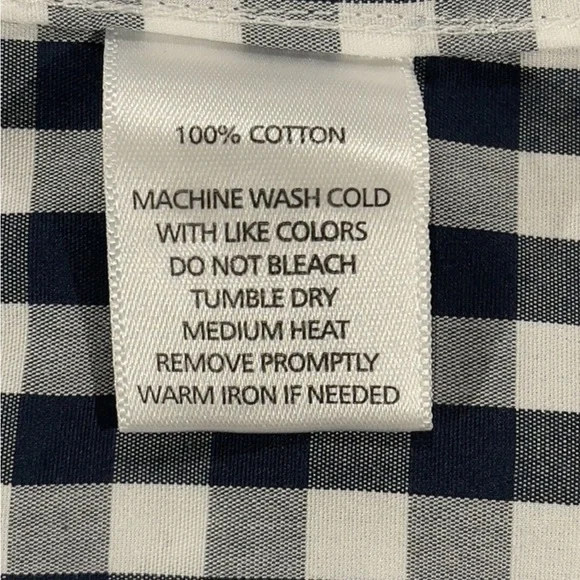 100% COTTON
MACHINE WASH COLD
WITH LIKE COLORS
DO NOT BLEACH
TUMBLE DRY
MEDIUM HEAT
REMOVE PROMPTLY
WARM IRON IF NEEDED